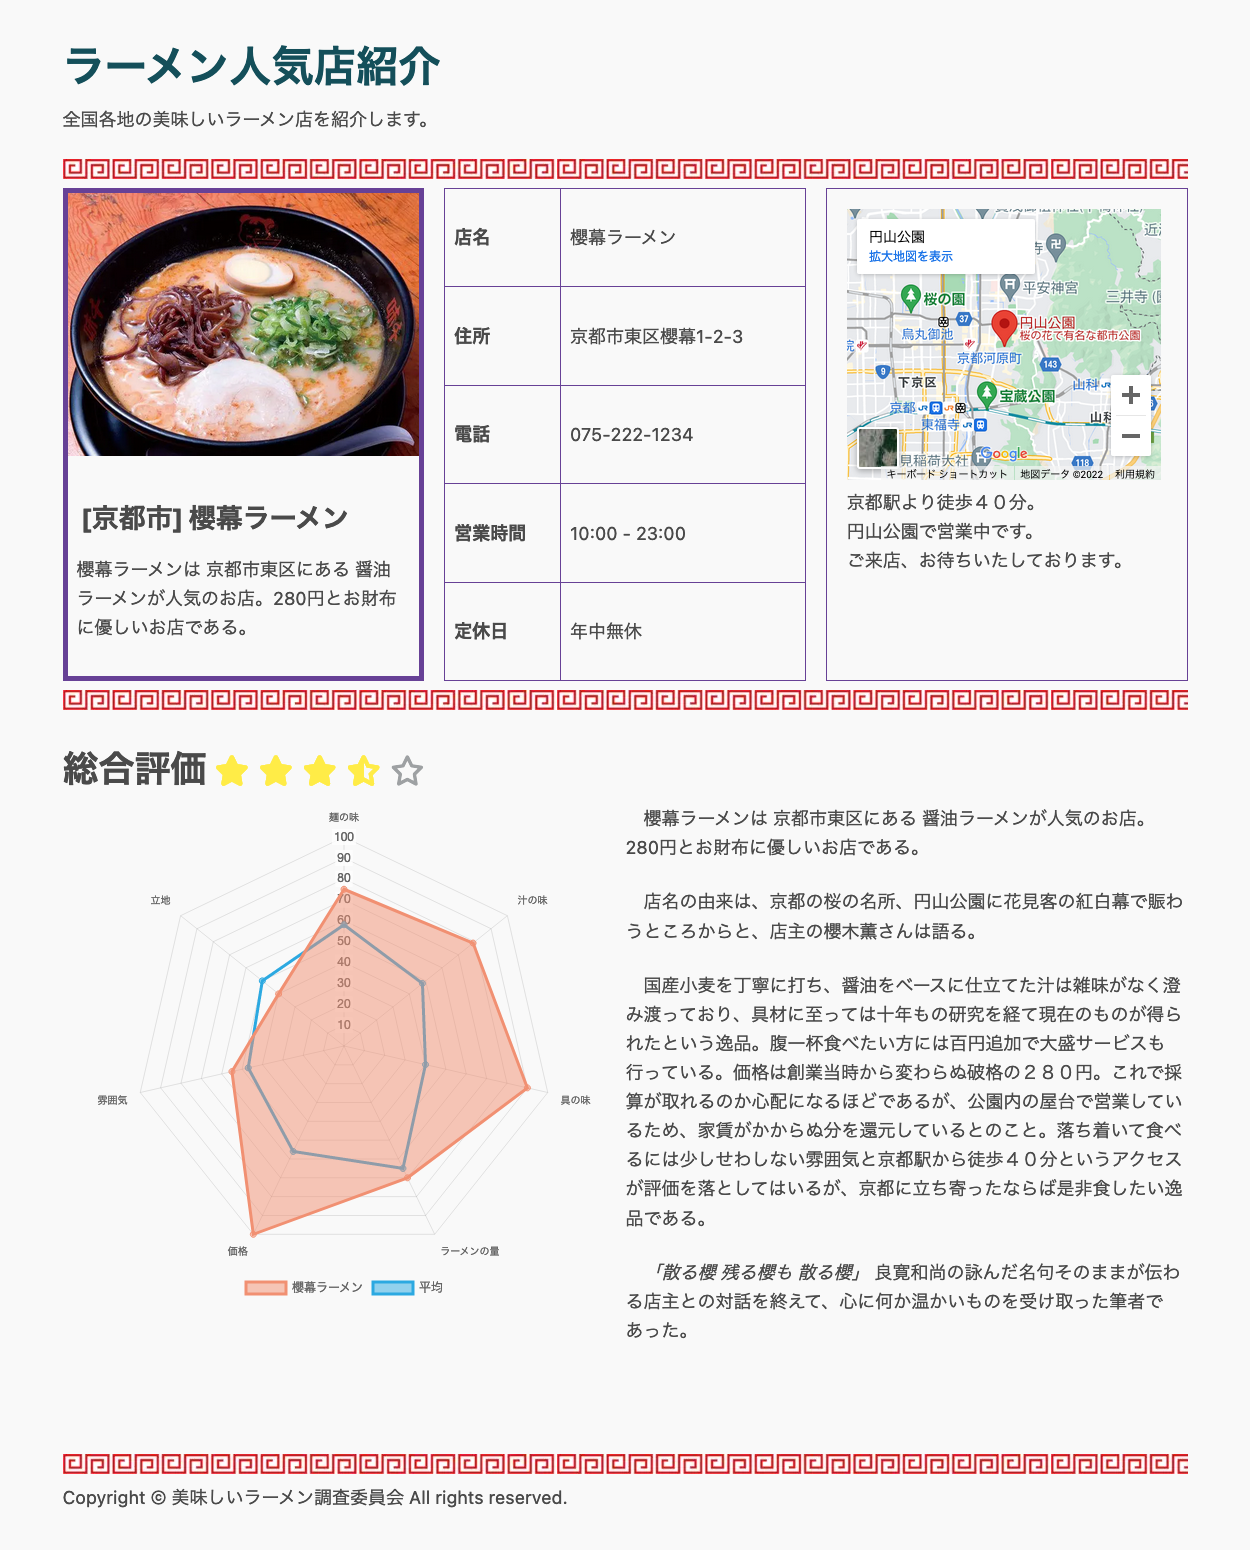 ラーメン人気店紹介
全国各地の美味しいラーメン店を紹介します。
[京都市] 櫻幕ラーメン
櫻幕ラーメンは 京都市東区にある 醤油
ラーメンが人気のお店。280円とお財布
に優しいお店である。
店名 櫻幕ラーメン
住所 京都市東区櫻幕1-2-3
電話 075-222-1234
営業時間 10:00 - 23:00
定休日 年中無休
円山公園
拡大地図を表示
近江
寺
平安神宮
三井寺
桜の園
37
烏丸御池
円山公園
桜の花で有名な都市公園
院
京都河原町
143
9
下京区
山科
宝蔵公園
京都
山科
東福寺
見稲荷大社
Google
118
キーボード ショートカット
地図データ ©2022
利用規約
京都駅より徒歩４０分。
円山公園で営業中です。
ご来店、お待ちいたしております。
総合評価
麺の味
100
90
80
70
60
50
40
30
20
10
汁の味
具の味
ラーメンの量
価格
雰囲気
立地
櫻幕ラーメン
平均
櫻幕ラーメンは 京都市東区にある 醤油ラーメンが人気のお店。
280円とお財布に優しいお店である。
店名の由来は、京都の桜の名所、円山公園に花見客の紅白幕で賑わ
うところからと、店主の櫻木薫さんは語る。
国産小麦を丁寧に打ち、醤油をベースに仕立てた汁は雑味がなく澄
み渡っており、具材に至っては十年もの研究を経て現在のものが得ら
れたという逸品。腹一杯食べたい方には百円追加で大盛サービスも
行っている。価格は創業当時から変わらぬ破格の２８０円。これで採
算が取れるのか心配になるほどであるが、公園内の屋台で営業してい
るため、家賃がかからぬ分を還元しているとのこと。落ち着いて食べ
るには少しせわしない雰囲気と京都駅から徒歩４０分というアクセス
が評価を落としてはいるが、京都に立ち寄ったならば是非食したい逸
品である。
「散る櫻 残る櫻も 散る櫻」 良寛和尚の詠んだ名句そのままが伝わ
る店主との対話を終えて、心に何か温かいものを受け取った筆者で
あった。
Copyright © 美味しいラーメン調査委員会 All rights reserved.